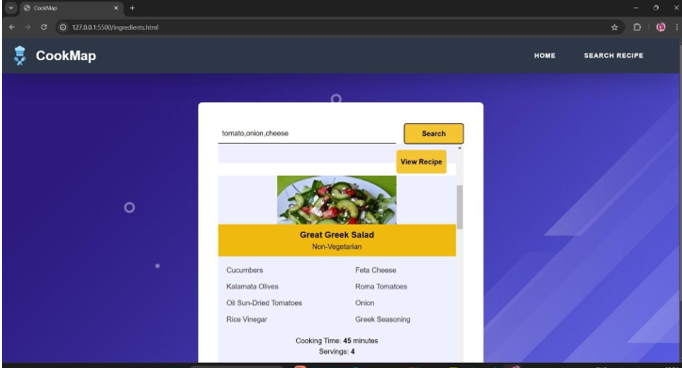 CookMap
127.0.0.1:5500/ingredients.html
CookMap
HOME SEARCH RECIPE
tomato,onion,cheese
Search
View Recipe
Great Greek Salad
Non-Vegetarian
Cucumbers Feta Cheese
Kalamata Olives Roma Tomatoes
Oil Sun-Dried Tomatoes Onion
Rice Vinegar Greek Seasoning
Cooking Time: 45 minutes
Servings: 4